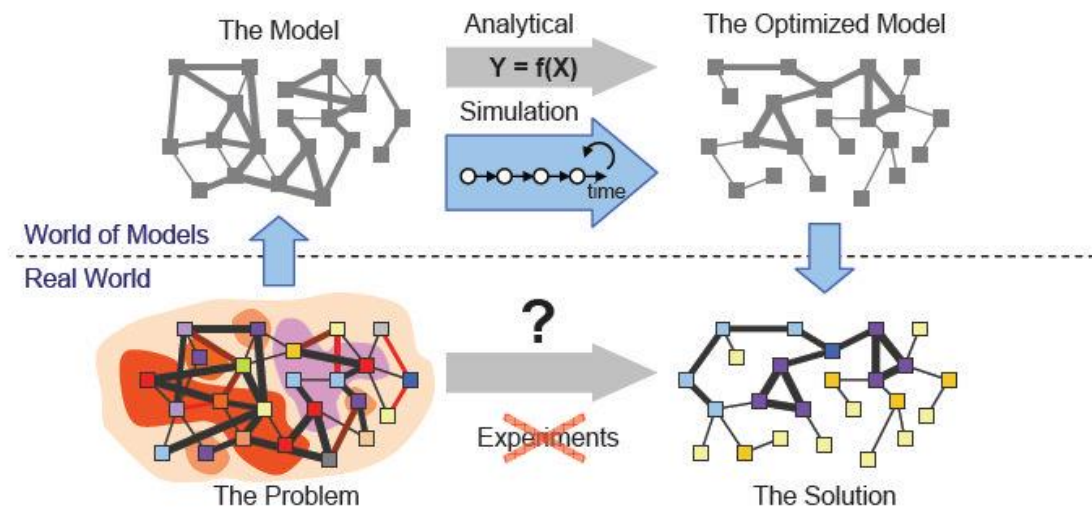 The Model
Analytical
The Optimized Model
Y = f(X)
Simulation
time
World of Models
Real World
?
Experiments
The Problem
The Solution